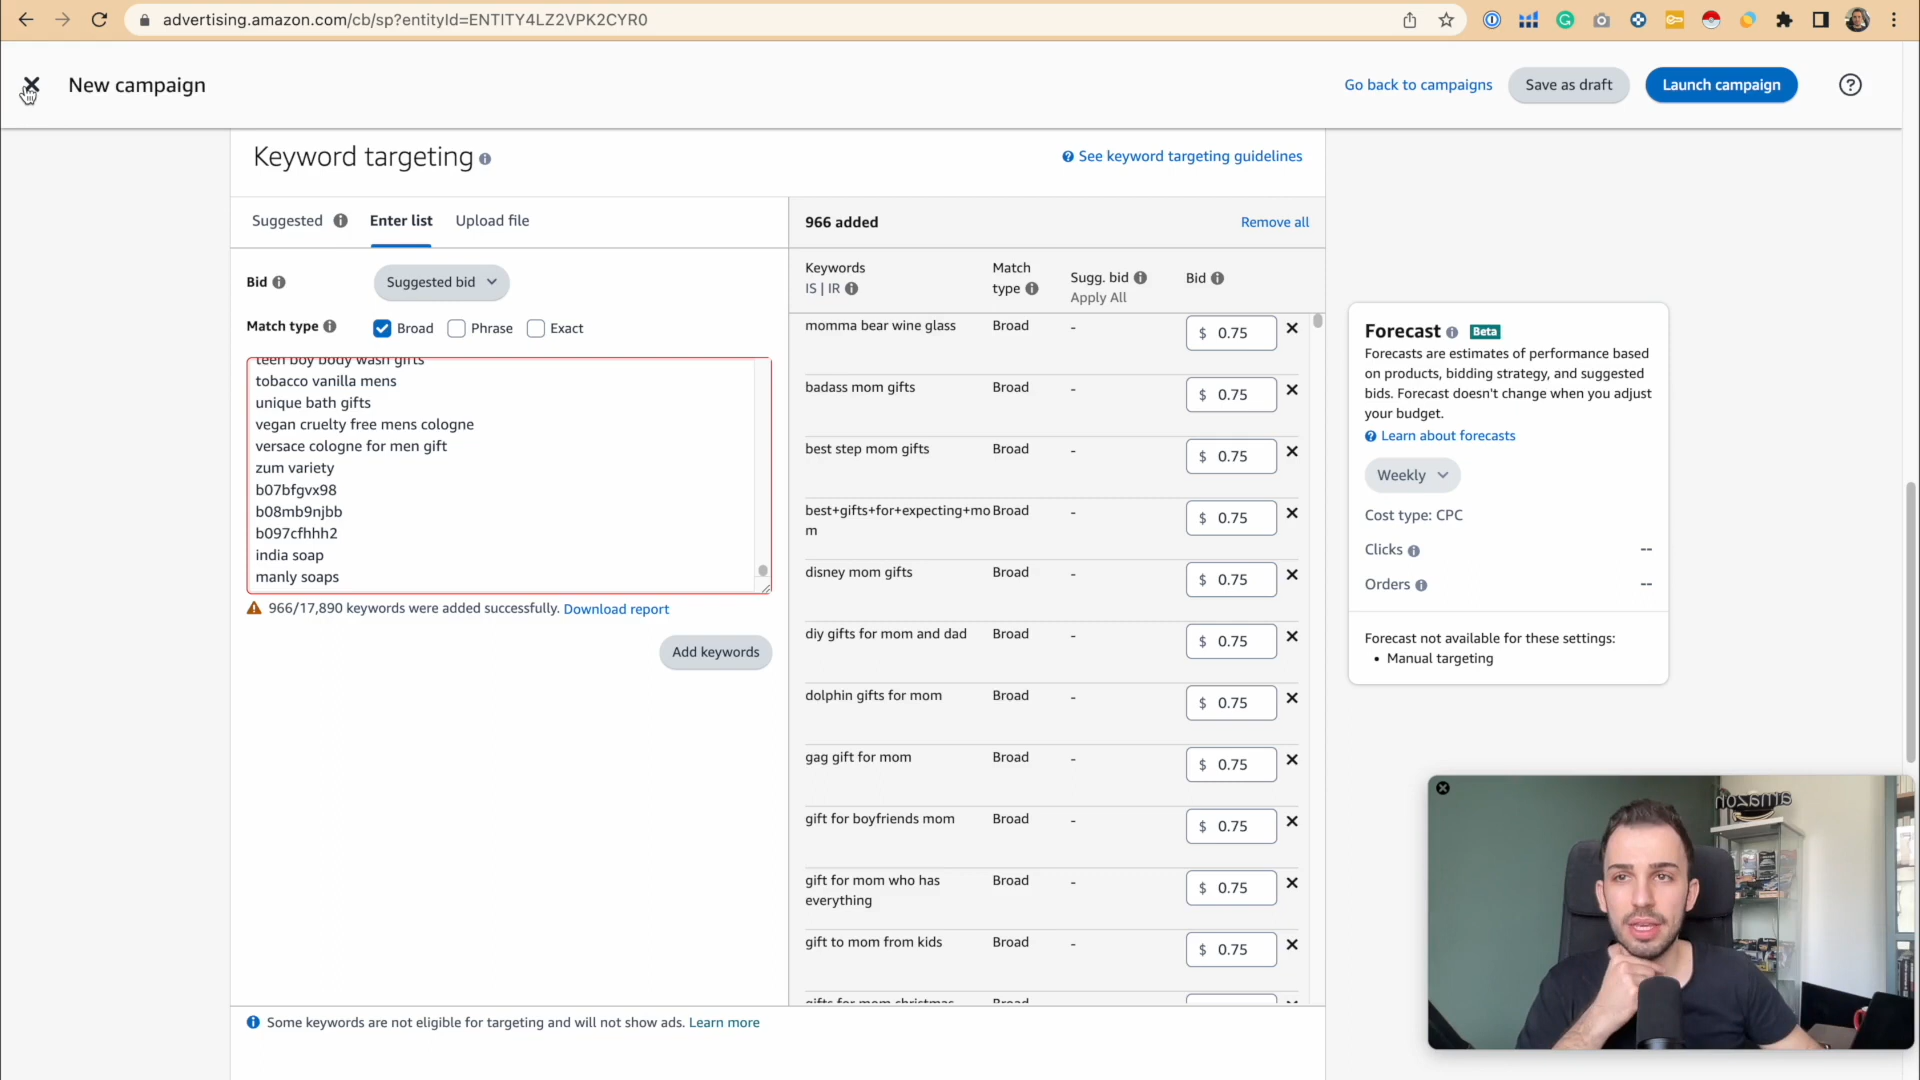 advertising.amazon.com/cb/sp?entityId=ENTITY4LZ2VPK2CYR0
New campaign
Go back to campaigns
Save as draft
Launch campaign
Keyword targeting
See keyword targeting guidelines
Suggested
Enter list
Upload file
Bid
Suggested bid
Match type
Broad
Phrase
Exact
teen boy body wash gifts
tobacco vanilla mens
unique bath gifts
vegan cruelty free mens cologne
versace cologne for men gift
zum variety
b07bfgvx98
b08mb9njbb
b097cfhhh2
india soap
manly soaps
966/17,890 keywords were added successfully. Download report
Add keywords
966 added
Remove all
Keywords
IS | IR
Match
type
Sugg. bid
Apply All
Bid
momma bear wine glass Broad - $ 0.75
badass mom gifts Broad - $ 0.75
best step mom gifts Broad - $ 0.75
best+gifts+for+expecting+mo Broad - $ 0.75
m
disney mom gifts Broad - $ 0.75
diy gifts for mom and dad Broad - $ 0.75
dolphin gifts for mom Broad - $ 0.75
gag gift for mom Broad - $ 0.75
gift for boyfriends mom Broad - $ 0.75
gift for mom who has Broad - $ 0.75
everything
gift to mom from kids Broad - $ 0.75
gifts for mom christmas Broad
Some keywords are not eligible for targeting and will not show ads. Learn more
Forecast Beta
Forecasts are estimates of performance based
on products, bidding strategy, and suggested
bids. Forecast doesn't change when you adjust
your budget.
Learn about forecasts
Weekly
Cost type: CPC
Clicks --
Orders --
Forecast not available for these settings:
• Manual targeting
amazon